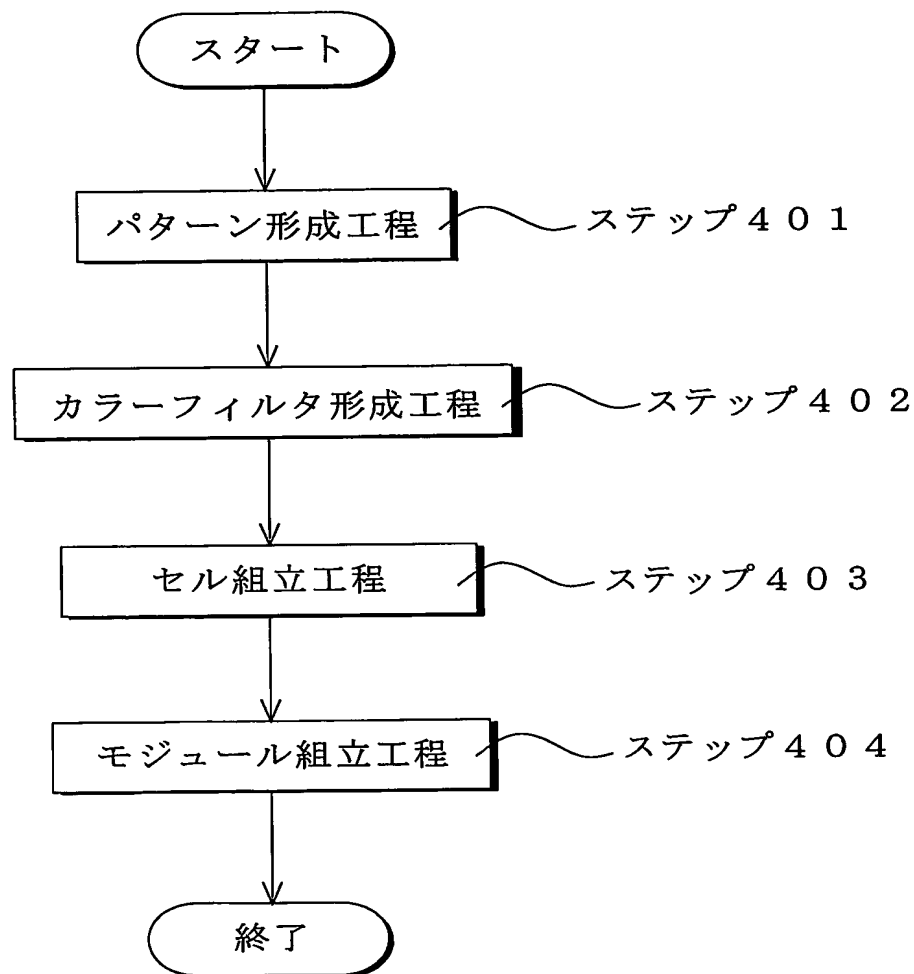 スタート
パターン形成工程
ステップ401
カラーフィルタ形成工程
ステップ402
セル組立工程
ステップ403
モジュール組立工程
ステップ404
終了